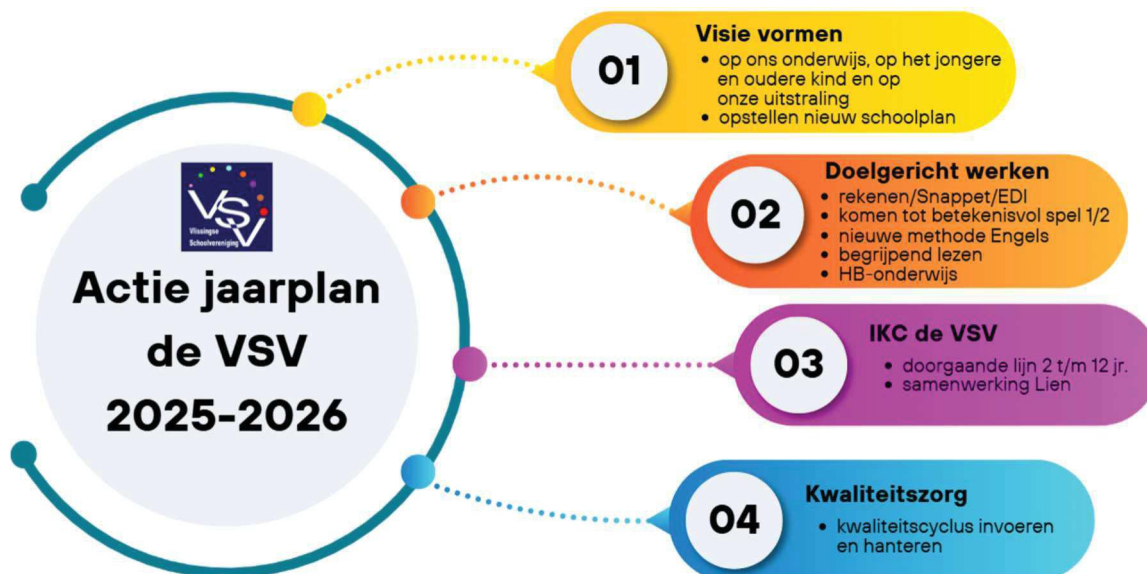 VSV
Vlissingse
Schoolvereniging
Actie jaarplan
de VSV
2025-2026
01
Visie vormen
• op ons onderwijs, op het jongere
en oudere kind en op
onze uitstraling
• opstellen nieuw schoolplan
02
Doelgericht werken
• rekenen/Snappet/EDI
• komen tot betekenisvol spel 1/2
• nieuwe methode Engels
• begrijpend lezen
• HB-onderwijs
03
IKC de VSV
• doorgaande lijn 2 t/m 12 jr.
• samenwerking Lien
04
Kwaliteitszorg
• kwaliteitscyclus invoeren
en hanteren